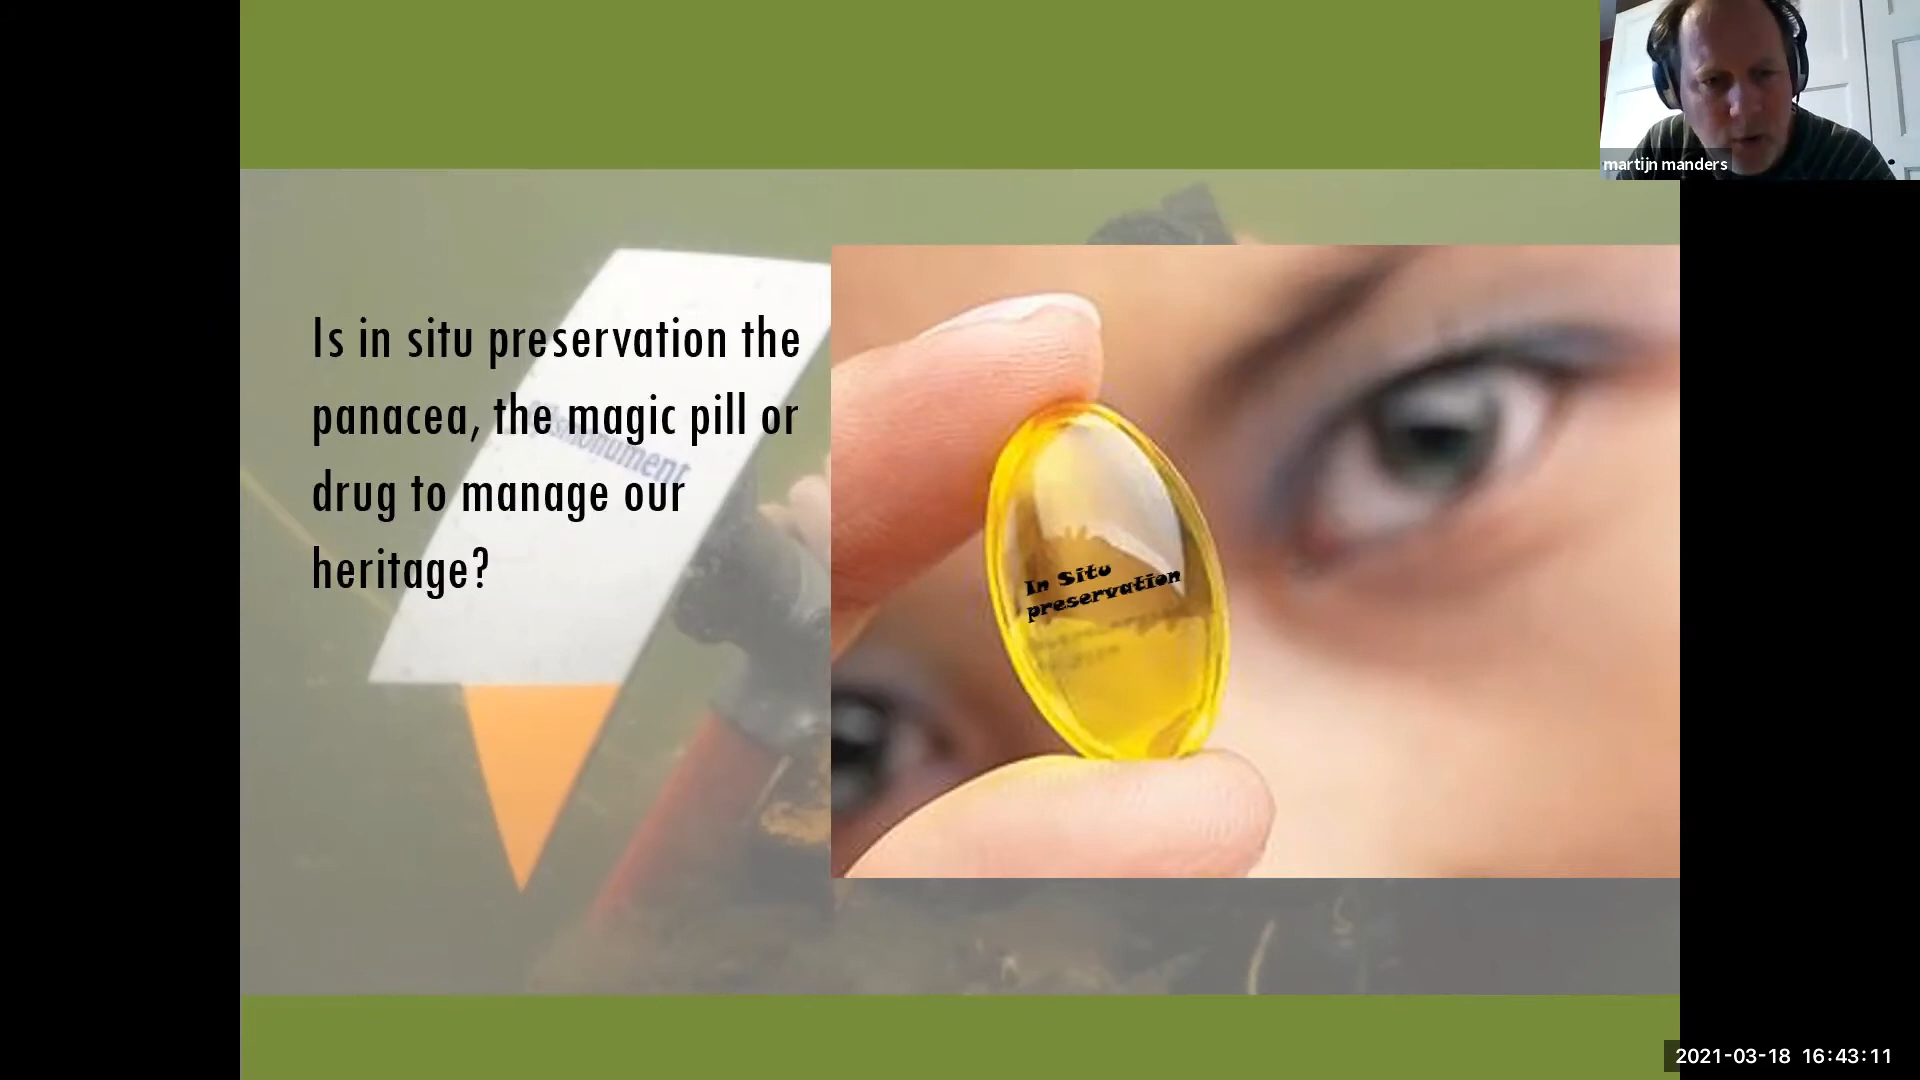 martijn manders
Is in situ preservation the
panacea, the magic pill or
drug to manage our
heritage?
In Situ
preservation
2021-03-18 16:43:11